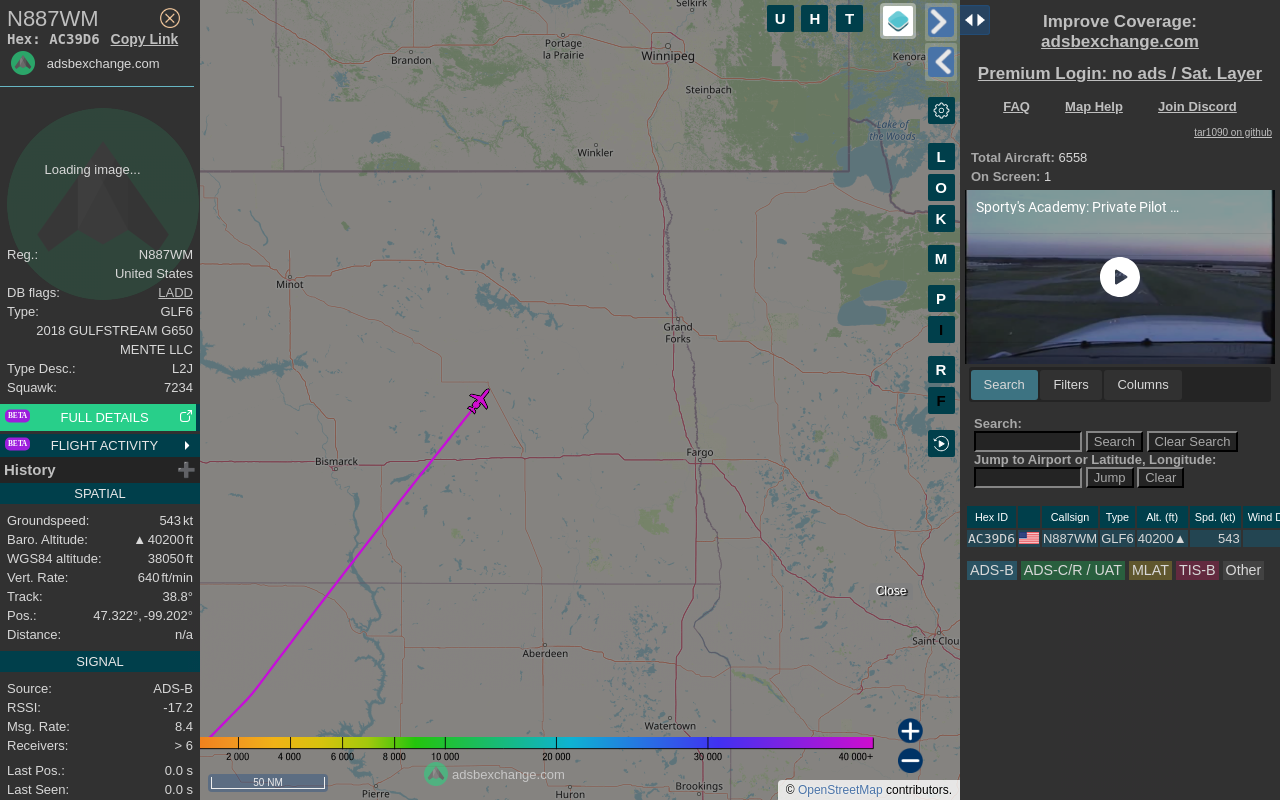 N887WM
Hex: AC39D6 Copy Link
adsbexchange.com
Loading image...
Reg.: N887WM
United States
DB flags: LADD
Type: GLF6
2018 GULFSTREAM G650
MENTE LLC
Type Desc.: L2J
Squawk: 7234
BETA FULL DETAILS
BETA FLIGHT ACTIVITY
History
SPATIAL
Groundspeed: 543 kt
Baro. Altitude: ▲ 40200 ft
WGS84 altitude: 38050 ft
Vert. Rate: 640 ft/min
Track: 38.8°
Pos.: 47.322°, -99.202°
Distance: n/a
SIGNAL
Source: ADS-B
RSSI: -17.2
Msg. Rate: 8.4
Receivers: > 6
Last Pos.: 0.0 s
Last Seen: 0.0 s
Selkirk
U H T
Portage
la Prairie
Winnipeg
Brandon
Kenora
Steinbach
Lake of
the Woods
Winkler
L
O
K
M
P
I
R
F
Minot
Grand
Forks
Bismarck
Fargo
Close
Aberdeen
Saint Clou
Watertown
2 000 4 000 6 000 8 000 10 000 20 000 30 000 40 000+
adsbexchange.com
50 NM
Pierre
Huron
Brookings
© OpenStreetMap contributors.
Improve Coverage:
adsbexchange.com
Premium Login: no ads / Sat. Layer
FAQ Map Help Join Discord
tar1090 on github
Total Aircraft: 6558
On Screen: 1
Sporty's Academy: Private Pilot ...
Search Filters Columns
Search:
Search Clear Search
Jump to Airport or Latitude, Longitude:
Jump Clear
Hex ID Callsign Type Alt. (ft) Spd. (kt) Wind D
AC39D6 N887WM GLF6 40200▲ 543
ADS-B ADS-C/R / UAT MLAT TIS-B Other